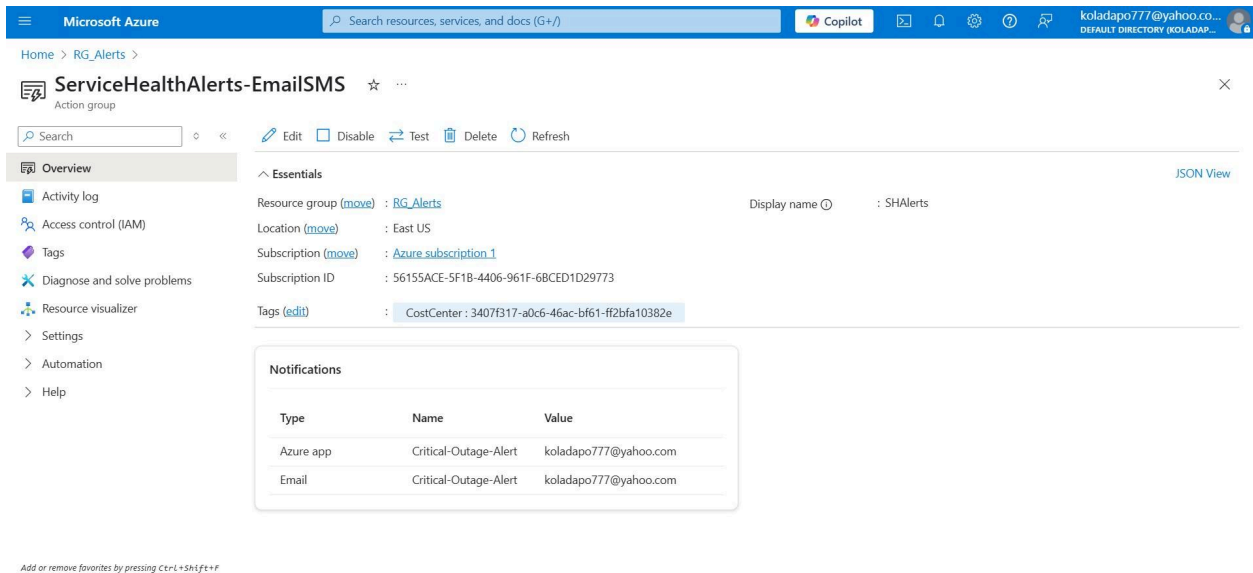 Microsoft Azure
Search resources, services, and docs (G+/)
Copilot
koladapo777@yahoo.co...
DEFAULT DIRECTORY (KOLADAP...
Home > RG_Alerts >
ServiceHealthAlerts-EmailSMS
Action group
Search
Edit Disable Test Delete Refresh
Overview
Activity log
Access control (IAM)
Tags
Diagnose and solve problems
Resource visualizer
Settings
Automation
Help
Essentials
JSON View
Resource group (move) : RG_Alerts
Location (move) : East US
Subscription (move) : Azure subscription 1
Subscription ID : 56155ACE-5F1B-4406-961F-6BCED1D29773
Tags (edit) : CostCenter : 3407f317-a0c6-46ac-bf61-ff2bfa10382e
Display name : SHAlerts
Notifications
Type Name Value
Azure app Critical-Outage-Alert koladapo777@yahoo.com
Email Critical-Outage-Alert koladapo777@yahoo.com
Add or remove favorites by pressing Ctrl+Shift+F